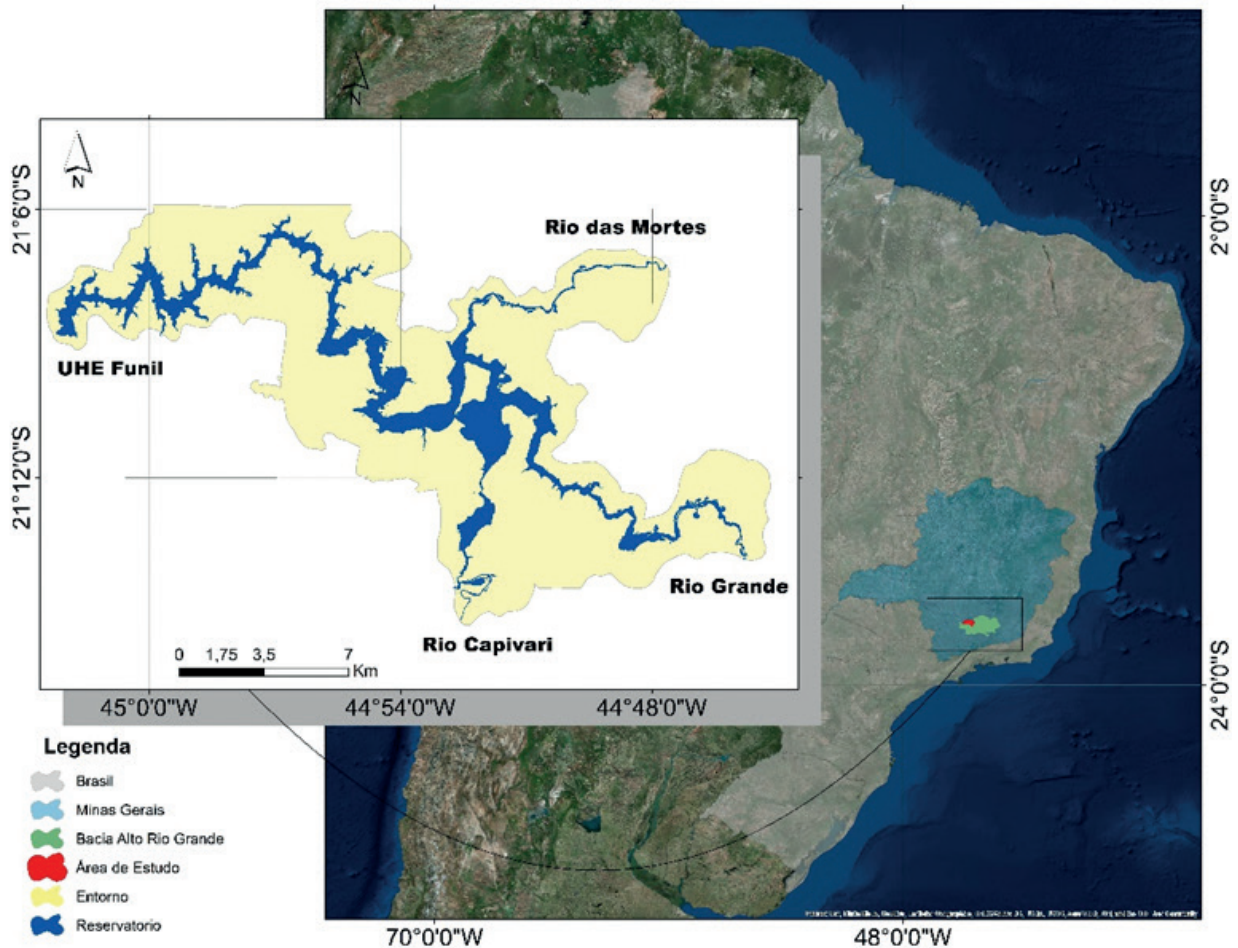 N
N
21°6'0"S
Rio das Mortes
2°0'0"S
UHE Funil
21°12'0"S
Rio Grande
Rio Capivari
0 1,75 3,5 7
Km
24°0'0"S
45°0'0"W 44°54'0"W 44°48'0"W
Legenda
Brasil
Minas Gerais
Bacia Alto Rio Grande
Área de Estudo
Entorno
Reservatorio
70°0'0"W 48°0'0"W